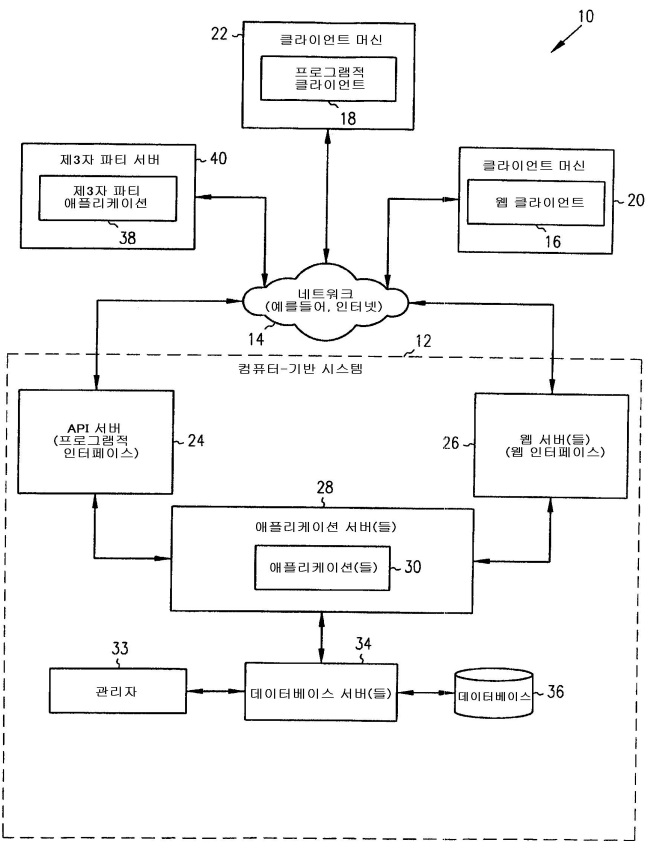 10
22
클라이언트 머신
프로그램적
클라이언트
18
제3자 파티 서버
40
제3자 파티
애플리케이션
38
클라이언트 머신
웹 클라이언트
20
16
네트워크
(예를들어, 인터넷)
14
12
컴퓨터-기반 시스템
API 서버
(프로그램적
인터페이스)
24
26
웹 서버(들)
(웹 인터페이스)
28
애플리케이션 서버(들)
애플리케이션(들)
30
33
관리자
34
데이터베이스 서버(들)
데이터베이스
36